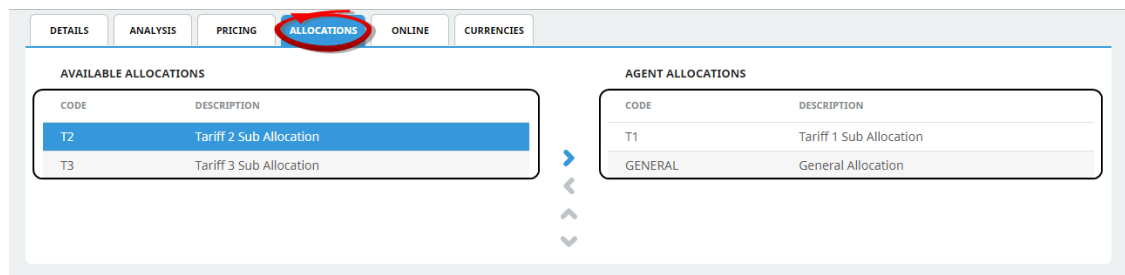 DETAILS ANALYSIS PRICING ALLOCATIONS ONLINE CURRENCIES
AVAILABLE ALLOCATIONS
CODE DESCRIPTION
T2 Tariff 2 Sub Allocation
T3 Tariff 3 Sub Allocation
AGENT ALLOCATIONS
CODE DESCRIPTION
T1 Tariff 1 Sub Allocation
GENERAL General Allocation